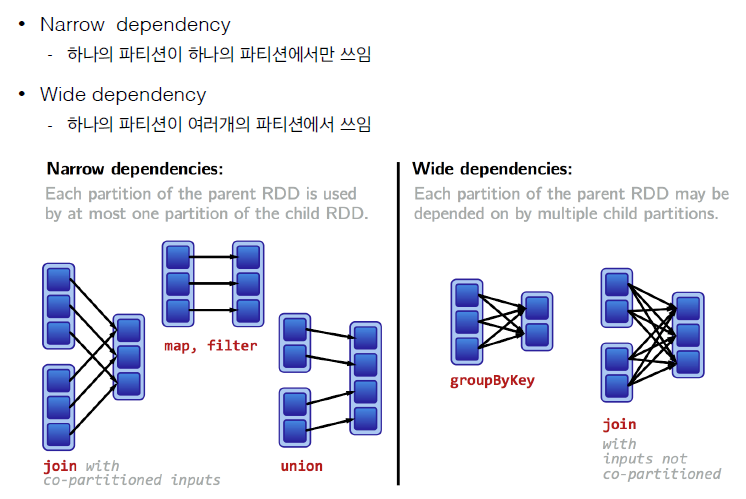 • Narrow dependency
- 하나의 파티션이 하나의 파티션에서만 쓰임
• Wide dependency
- 하나의 파티션이 여러개의 파티션에서 쓰임
Narrow dependencies:
Each partition of the parent RDD is used
by at most one partition of the child RDD.
map, filter
join with
co-partitioned inputs
union
Wide dependencies:
Each partition of the parent RDD may be
depended on by multiple child partitions.
groupByKey
join
with
inputs not
co-partitioned